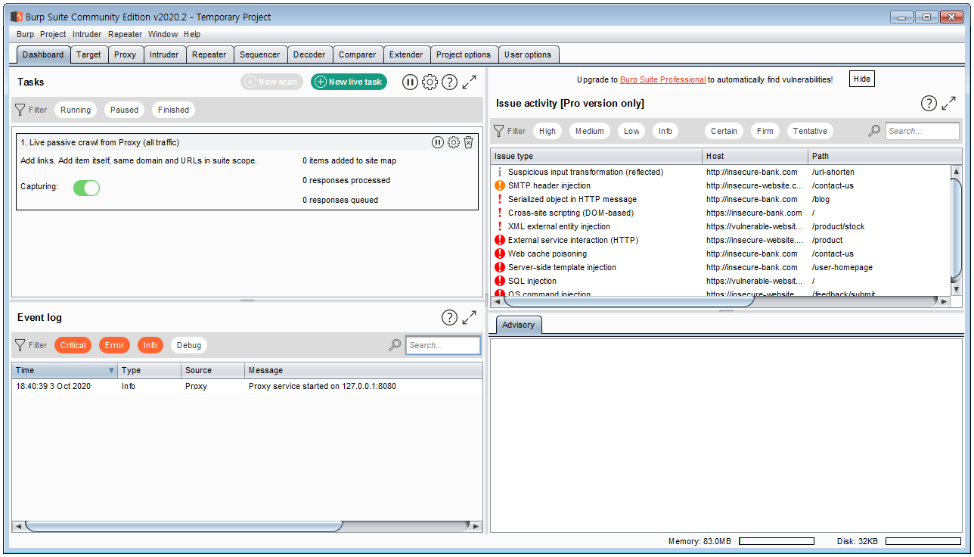 Burp Suite Community Edition v2020.2 - Temporary Project
Burp Project Intruder Repeater Window Help
Dashboard Target Proxy Intruder Repeater Sequencer Decoder Comparer Extender Project options User options
Tasks
New scan
New live task
Filter Running Paused Finished
1. Live passive crawl from Proxy (all traffic)
Add links. Add item itself, same domain and URLs in suite scope.
0 items added to site map
Capturing:
0 responses processed
0 responses queued
Event log
Filter Critical Error Info Debug
Search...
Time Type Source Message
18:40:39 3 Oct 2020 Info Proxy Proxy service started on 127.0.0.1:8080
Upgrade to Burp Suite Professional to automatically find vulnerabilities! Hide
Issue activity [Pro version only]
Filter High Medium Low Info Certain Firm Tentative Search...
Issue type Host Path
Suspicious input transformation (reflected) http://insecure-bank.com /url-shorten
SMTP header injection http://insecure-website.c... /contact-us
Serialized object in HTTP message http://insecure-bank.com /blog
Cross-site scripting (DOM-based) https://insecure-bank.com /
XML external entity injection https://vulnerable-websit... /product/stock
External service interaction (HTTP) https://insecure-website.... /product
Web cache poisoning http://insecure-bank.com /contact-us
Server-side template injection http://insecure-bank.com /user-homepage
SQL injection https://vulnerable-websit... /
OS command injection https://insecure-website /feedback/submit
Advisory
Memory: 83.0MB Disk: 32KB